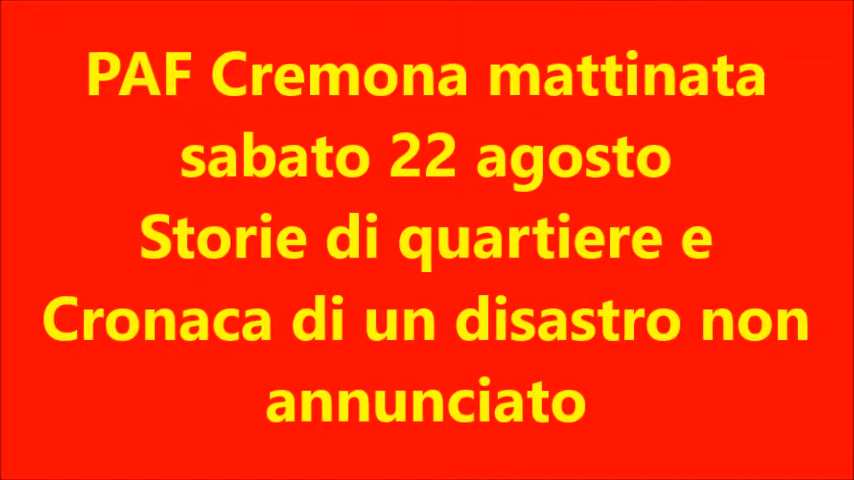 PAF Cremona mattinata
sabato 22 agosto
Storie di quartiere e
Cronaca di un disastro non
annunciato